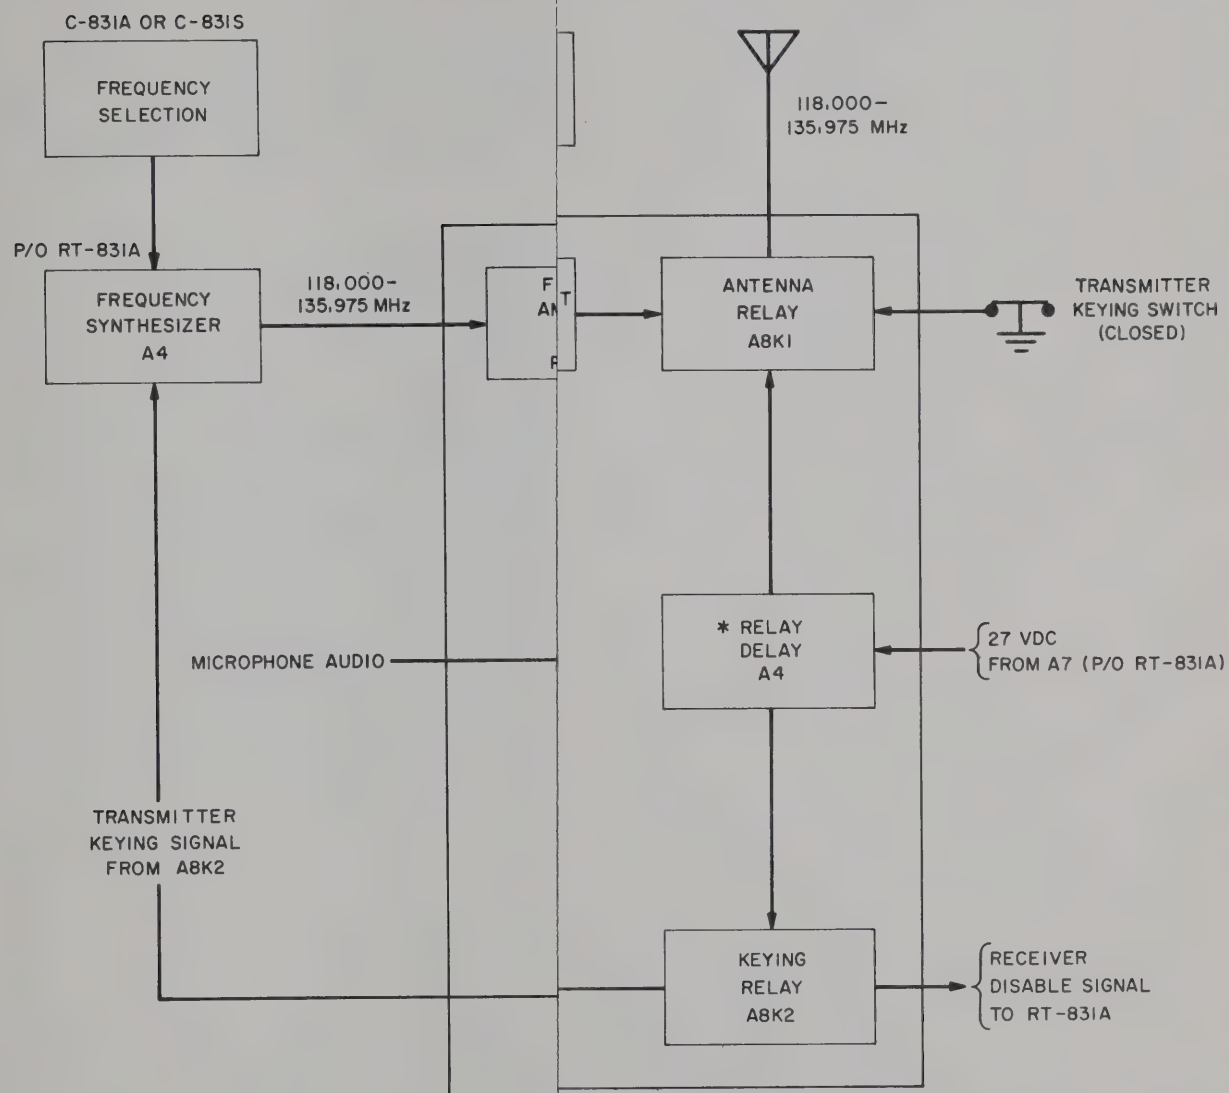 C-831A OR C-831S
FREQUENCY
SELECTION
118.000-
135.975 MHz
P/O RT-831A
FREQUENCY
SYNTHESIZER
A4
118.000-
135.975 MHz
T
ANTENNA
RELAY
A8K1
TRANSMITTER
KEYING SWITCH
(CLOSED)
MICROPHONE AUDIO
* RELAY
DELAY
A4
27 VDC
FROM A7 (P/O RT-831A)
TRANSMITTER
KEYING SIGNAL
FROM A8K2
KEYING
RELAY
A8K2
RECEIVER
DISABLE SIGNAL
TO RT-831A